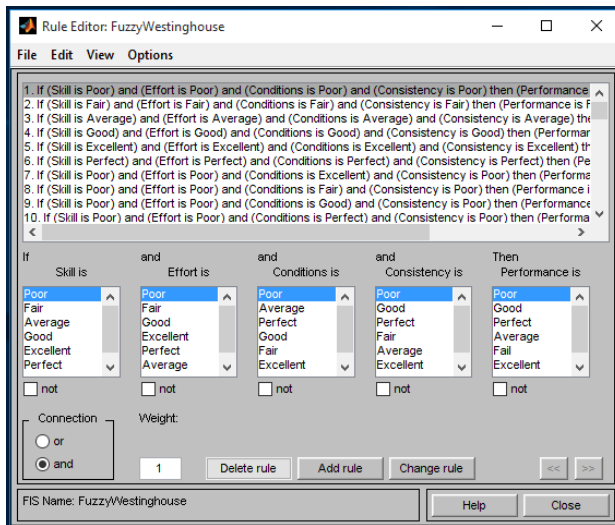 Rule Editor: FuzzyWestinghouse
File Edit View Options
1. If (Skill is Poor) and (Effort is Poor) and (Conditions is Poor) and (Consistency is Poor) then (Performance
2. If (Skill is Fair) and (Effort is Fair) and (Conditions is Fair) and (Consistency is Fair) then (Performance is F
3. If (Skill is Average) and (Effort is Average) and (Conditions is Average) and (Consistency is Average) the
4. If (Skill is Good) and (Effort is Good) and (Conditions is Good) and (Consistency is Good) then (Performan
5. If (Skill is Excellent) and (Effort is Excellent) and (Conditions is Excellent) and (Consistency is Excellent) th
6. If (Skill is Perfect) and (Effort is Perfect) and (Conditions is Perfect) and (Consistency is Perfect) then (Pe
7. If (Skill is Poor) and (Effort is Poor) and (Conditions is Excellent) and (Consistency is Poor) then (Performa
8. If (Skill is Poor) and (Effort is Poor) and (Conditions is Fair) and (Consistency is Poor) then (Performance i
9. If (Skill is Poor) and (Effort is Poor) and (Conditions is Good) and (Consistency is Poor) then (Performance
10. If (Skill is Poor) and (Effort is Poor) and (Conditions is Perfect) and (Consistency is Poor) then (Performa
If and and and Then
Skill is Effort is Conditions is Consistency is Performance is
Poor Poor Poor Poor Poor
Fair Fair Average Good Good
Average Good Perfect Perfect Perfect
Good Excellent Good Fair Average
Excellent Perfect Fair Average Fail
Perfect Average Excellent Excellent Excellent
not not not not not
Connection Weight:
or
and 1 Delete rule Add rule Change rule << >>
FIS Name: FuzzyWestinghouse Help Close